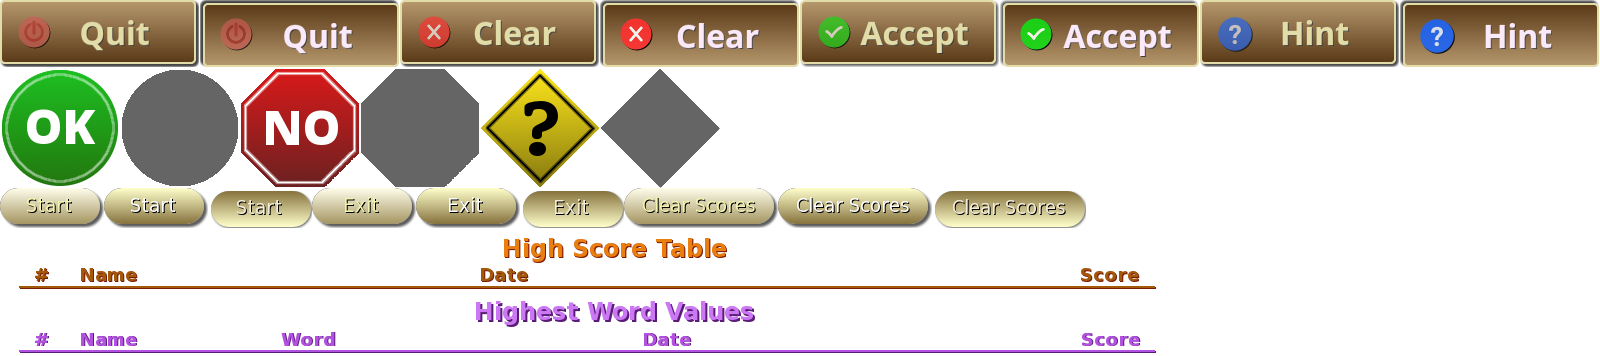 Quit Quit Clear Clear Accept Accept ? Hint ? Hint
OK NO ?
Start Start Start Exit Exit Exit Clear Scores Clear Scores Clear Scores
High Score Table
# Name Date Score
Highest Word Values
# Name Word Date Score